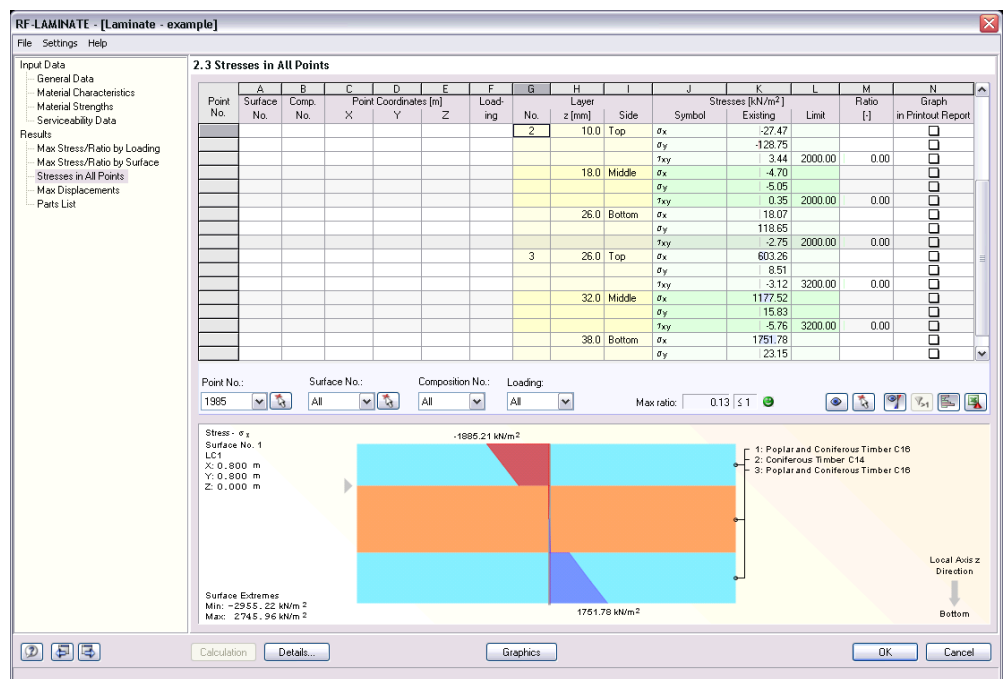 RF-LAMINATE - [Laminate - example]
File Settings Help
Input Data
General Data
Material Characteristics
Material Strengths
Serviceability Data
Results
Max Stress/Ratio by Loading
Max Stress/Ratio by Surface
Stresses in All Points
Max Displacements
Parts List
2.3 Stresses in All Points
A B C D E F G H I J K L M N
Point Surface Comp. Point Coordinates [m] Load- Layer Stresses [kN/m²] Ratio Graph
No. No. No. X Y Z ing No. z [mm] Side Symbol Existing Limit [-] in Printout Report
2 10.0 Top σx -27.47
σy -128.75
τxy 3.44 2000.00 0.00
18.0 Middle σx -4.70
σy -5.05
τxy 0.35 2000.00 0.00
26.0 Bottom σx 18.07
σy 118.65
τxy -2.75 2000.00 0.00
3 26.0 Top σx 603.26
σy 8.51
τxy -3.12 3200.00 0.00
32.0 Middle σx 1177.52
σy 15.83
τxy -5.76 3200.00 0.00
38.0 Bottom σx 1751.78
σy 23.15
Point No.: Surface No.: Composition No.: Loading:
1985 All All All Max ratio: 0.13 ≤ 1
Stress - σx
Surface No. 1
LC1
X: 0.800 m
Y: 0.800 m
Z: 0.000 m
-1885.21 kN/m²
1: Poplar and Coniferous Timber C16
2: Coniferous Timber C14
3: Poplar and Coniferous Timber C16
Local Axis z
Direction
Bottom
1751.78 kN/m²
Surface Extremes
Min: -2955.22 kN/m²
Max: 2745.96 kN/m²
Calculation Details... Graphics OK Cancel